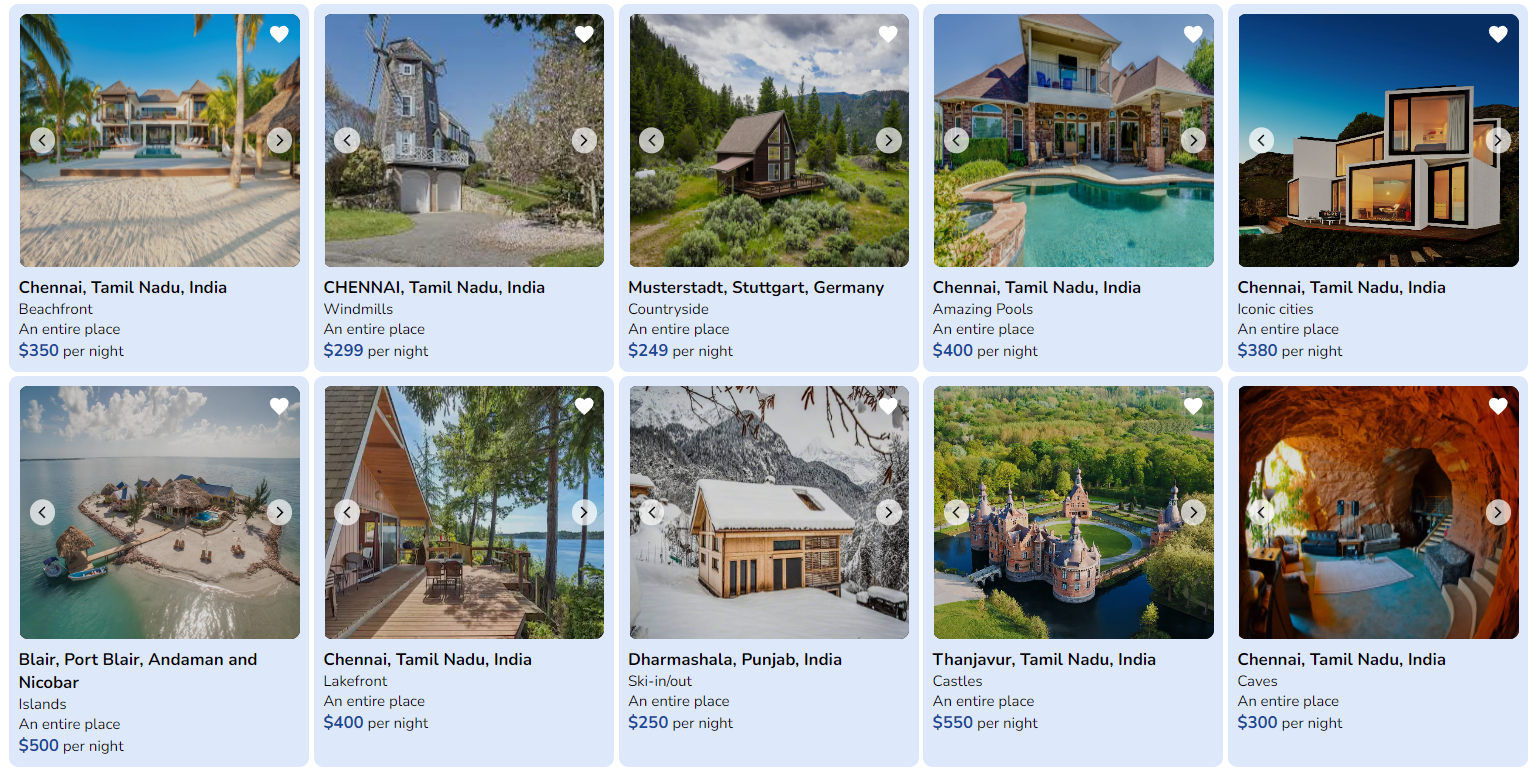 Chennai, Tamil Nadu, India
Beachfront
An entire place
$350 per night
CHENNAI, Tamil Nadu, India
Windmills
An entire place
$299 per night
Musterstadt, Stuttgart, Germany
Countryside
An entire place
$249 per night
Chennai, Tamil Nadu, India
Amazing Pools
An entire place
$400 per night
Chennai, Tamil Nadu, India
Iconic cities
An entire place
$380 per night
Blair, Port Blair, Andaman and
Nicobar
Islands
An entire place
$500 per night
Chennai, Tamil Nadu, India
Lakefront
An entire place
$400 per night
Dharmashala, Punjab, India
Ski-in/out
An entire place
$250 per night
Thanjavur, Tamil Nadu, India
Castles
An entire place
$550 per night
Chennai, Tamil Nadu, India
Caves
An entire place
$300 per night